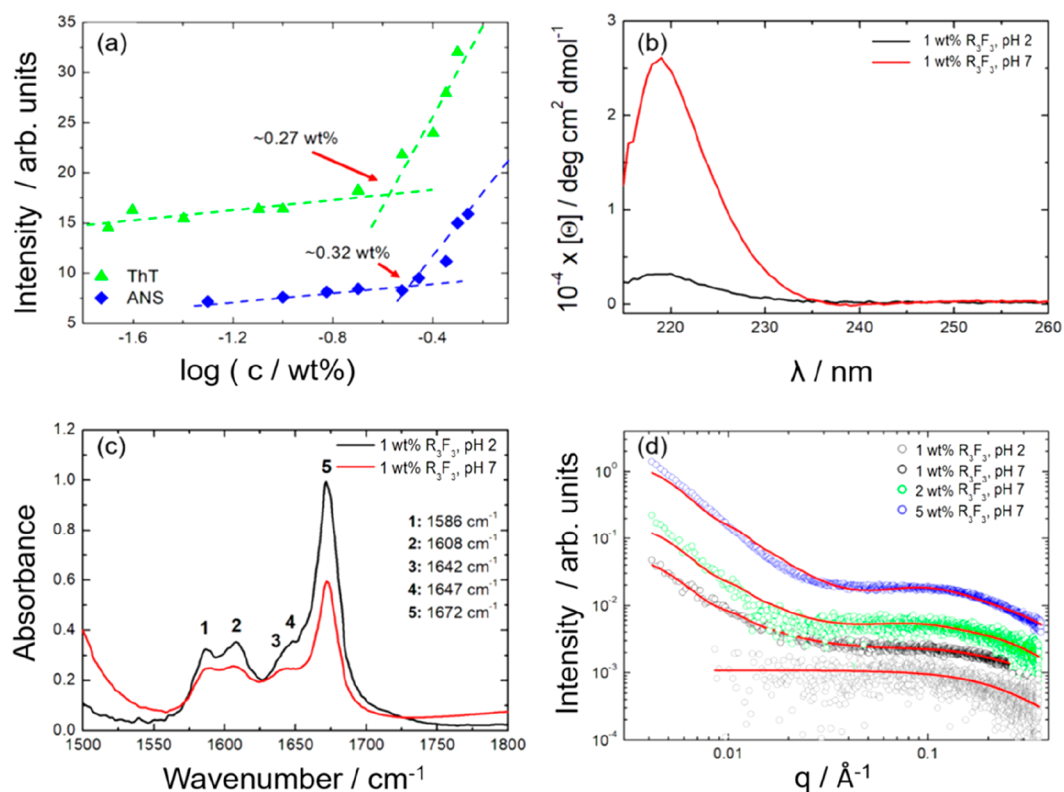 (a)
Intensity / arb. units
35
30
25
20
15
10
5
~0.27 wt%
~0.32 wt%
ThT
ANS
-1.6
-1.2
-0.8
-0.4
log ( c / wt%)
(b)
1 wt% R₃F₃, pH 2
1 wt% R₃F₃, pH 7
10⁻⁴ x [Θ] / deg cm² dmol⁻¹
2
1
0
220
230
240
250
260
λ / nm
(c)
1 wt% R₃F₃, pH 2
1 wt% R₃F₃, pH 7
Absorbance
1.2
1.0
0.8
0.6
0.4
0.2
0.0
1
2
3
4
5
1: 1586 cm⁻¹
2: 1608 cm⁻¹
3: 1642 cm⁻¹
4: 1647 cm⁻¹
5: 1672 cm⁻¹
1500
1550
1600
1650
1700
1750
1800
Wavenumber / cm⁻¹
(d)
1 wt% R₃F₃, pH 2
1 wt% R₃F₃, pH 7
2 wt% R₃F₃, pH 7
5 wt% R₃F₃, pH 7
Intensity / arb. units
10⁰
10⁻¹
10⁻²
10⁻³
10⁻⁴
0.01
0.1
q / Å⁻¹